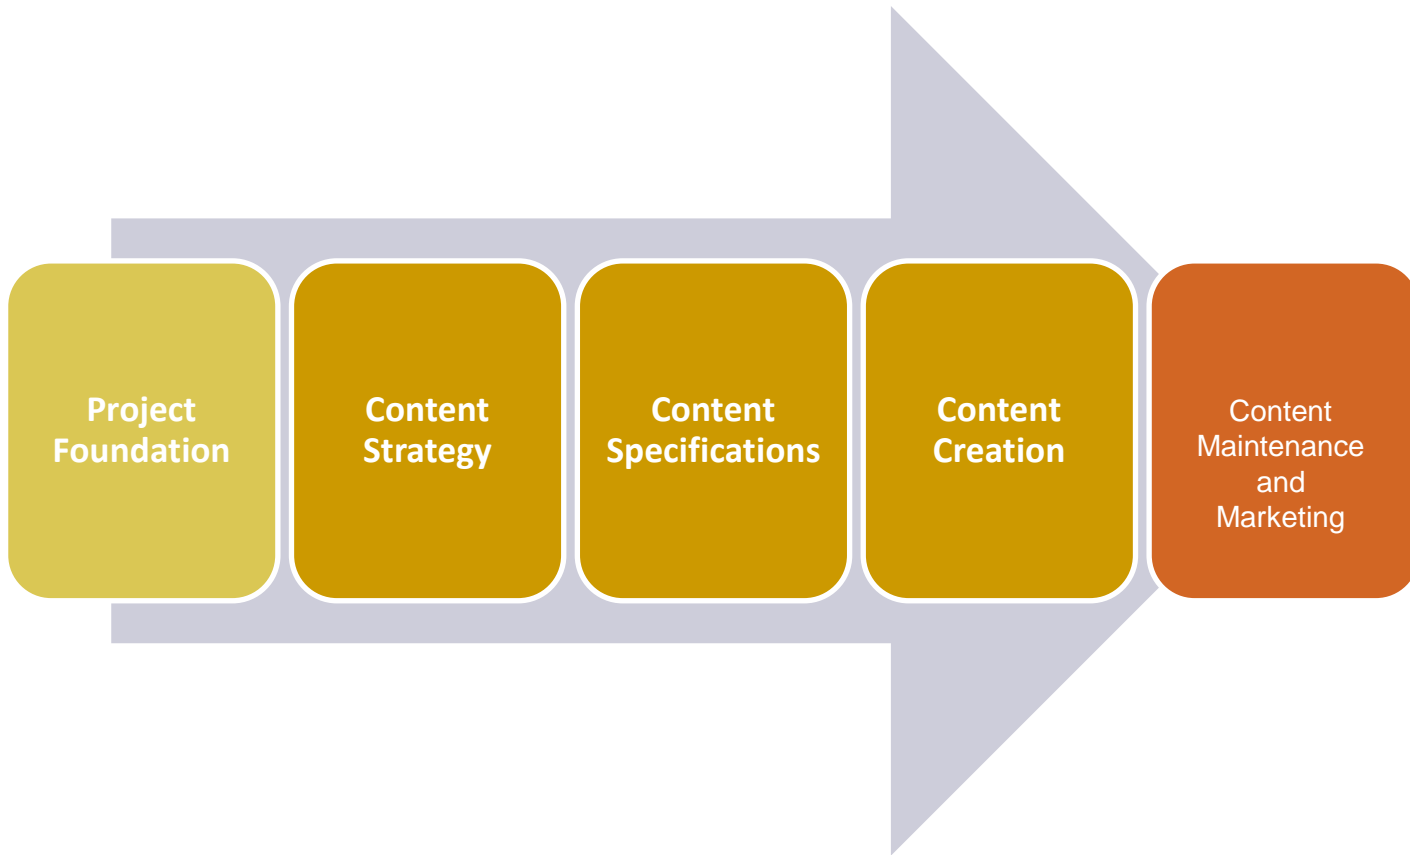 Project
Foundation
Content
Strategy
Content
Specifications
Content
Creation
Content
Maintenance
and
Marketing